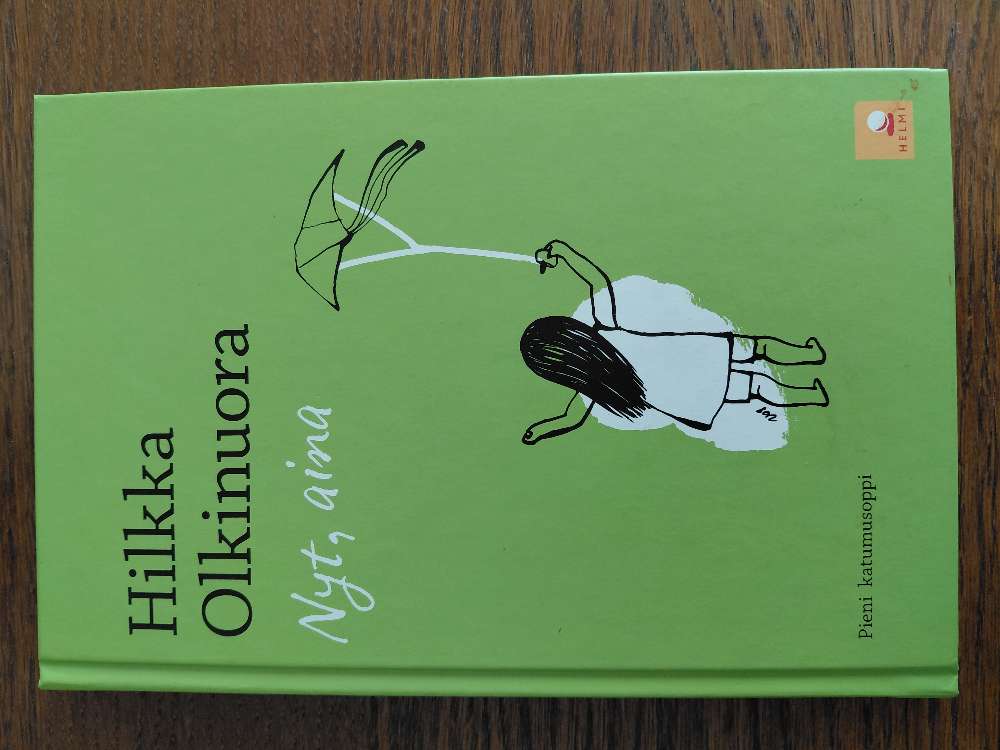 Hilkka
Olkinuora
Nyt, aina
Pieni katumusoppi
HELMI